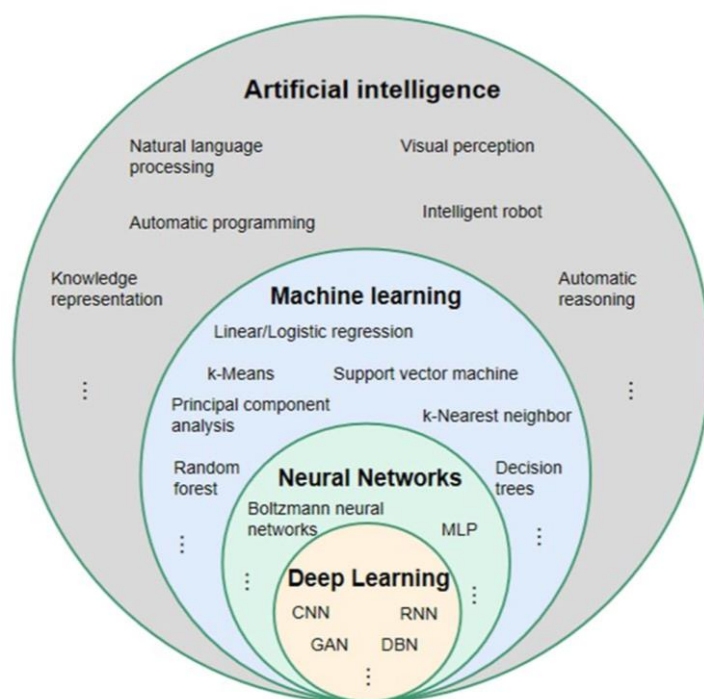 Artificial intelligence
Natural language
processing
Visual perception
Automatic programming
Intelligent robot
Knowledge
representation
Automatic
reasoning
Machine learning
Linear/Logistic regression
k-Means
Support vector machine
Principal component
analysis
k-Nearest neighbor
Random
forest
Decision
trees
Neural Networks
Boltzmann neural
networks
MLP
Deep Learning
CNN
RNN
GAN
DBN